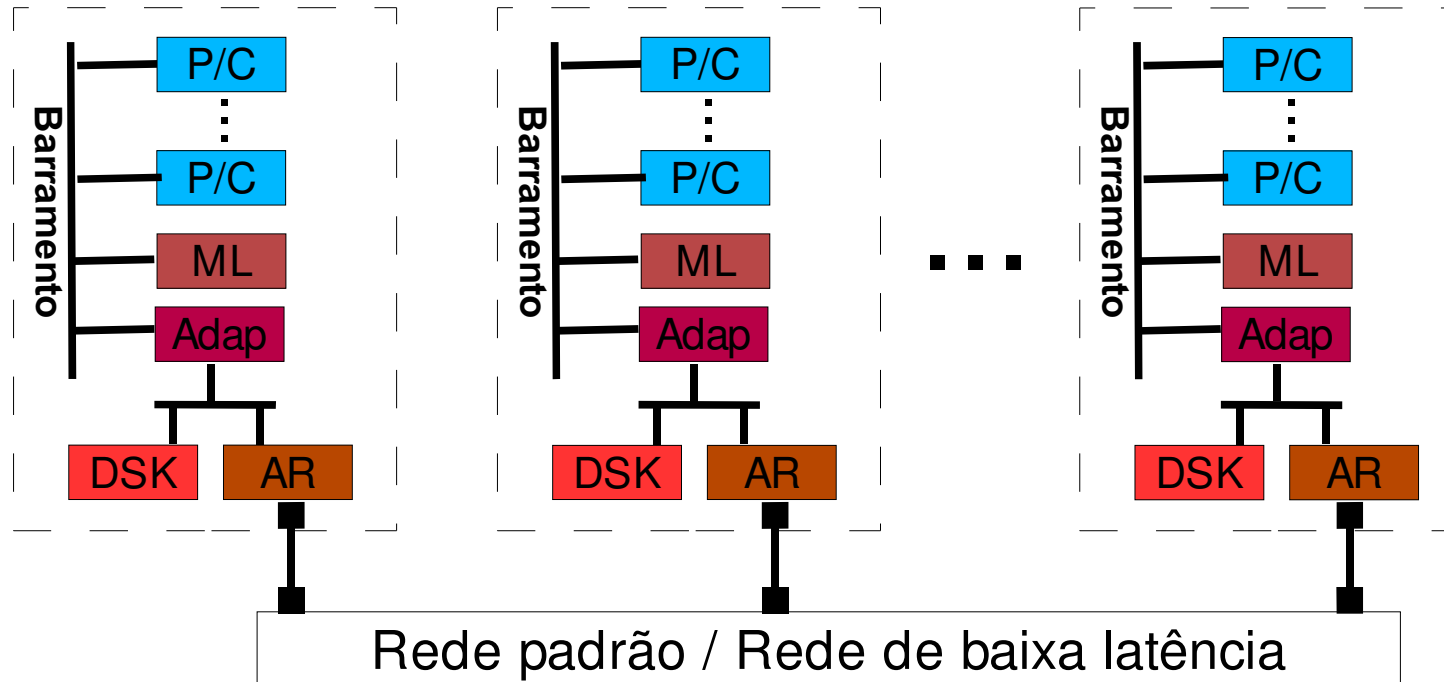 Barramento
P/C
P/C
ML
Adap
DSK
AR
Barramento
P/C
P/C
ML
Adap
DSK
AR
Barramento
P/C
P/C
ML
Adap
DSK
AR
Rede padrão / Rede de baixa latência